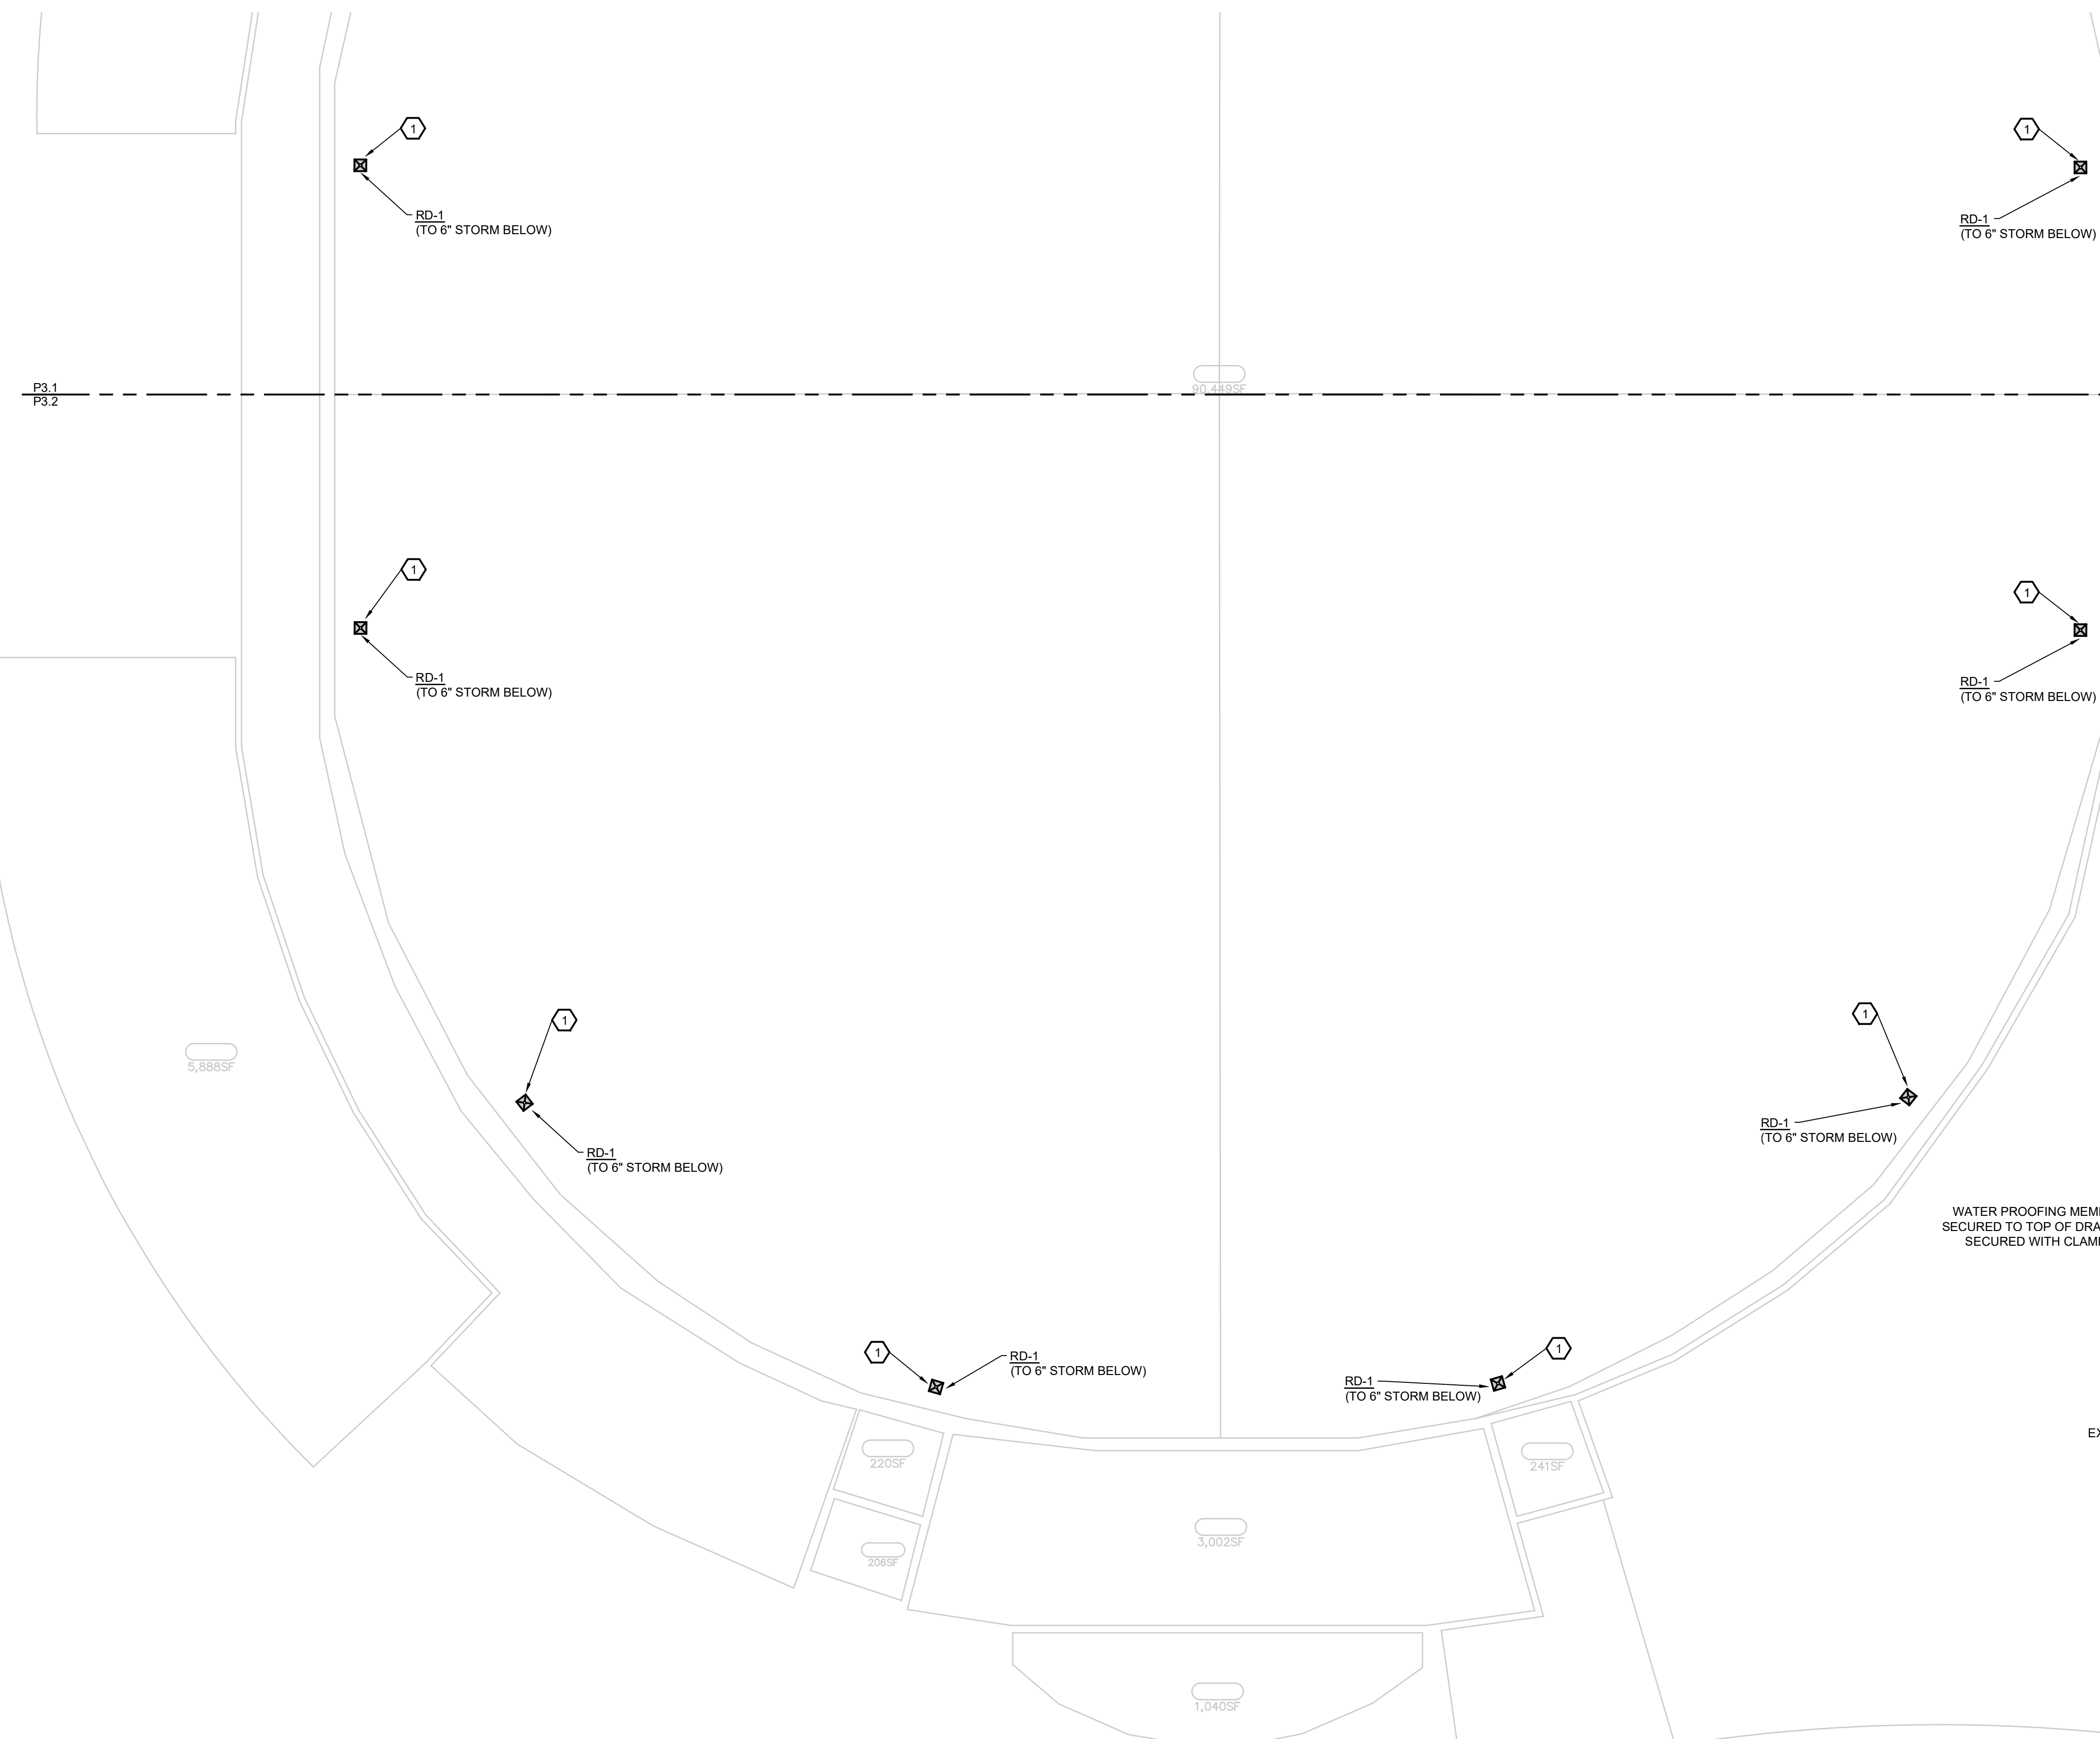 1
1
RD-1
(TO 6" STORM BELOW)
RD-1
(TO 6" STORM BELOW)
90,449SF
P3.1
P3.2
1
1
RD-1
(TO 6" STORM BELOW)
RD-1
(TO 6" STORM BELOW)
1
1
5,888SF
RD-1
(TO 6" STORM BELOW)
RD-1
(TO 6" STORM BELOW)
WATER PROOFING
SECURED TO TOP OF
SECURED WITH
1
RD-1
(TO 6" STORM BELOW)
1
RD-1
(TO 6" STORM BELOW)
220SF
241SF
3,002SF
206SF
1,040SF